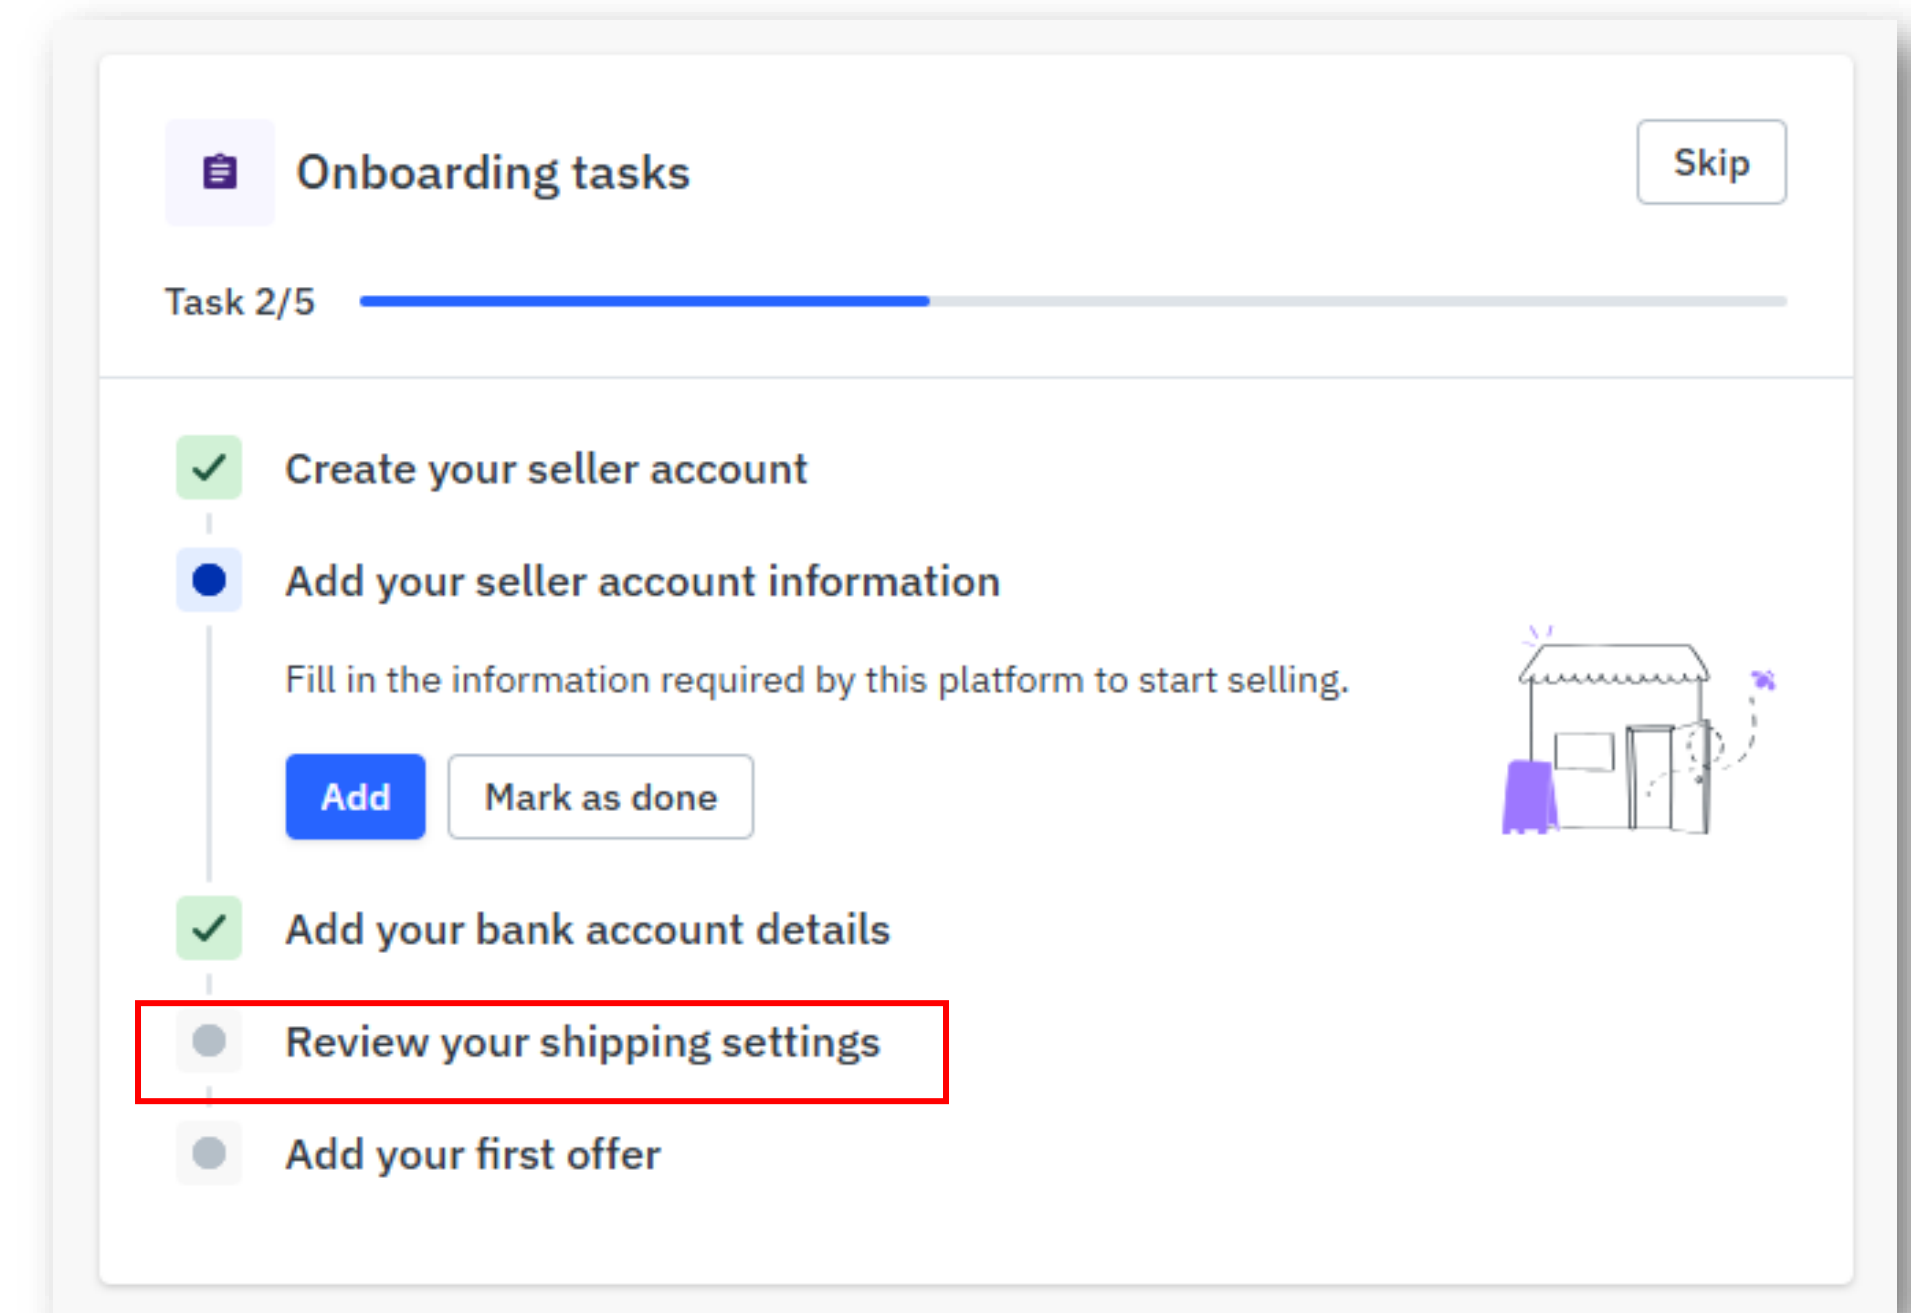 Onboarding tasks
Skip
Task 2/5
Create your seller account
Add your seller account information
Fill in the information required by this platform to start selling.
Add
Mark as done
Add your bank account details
Review your shipping settings
Add your first offer